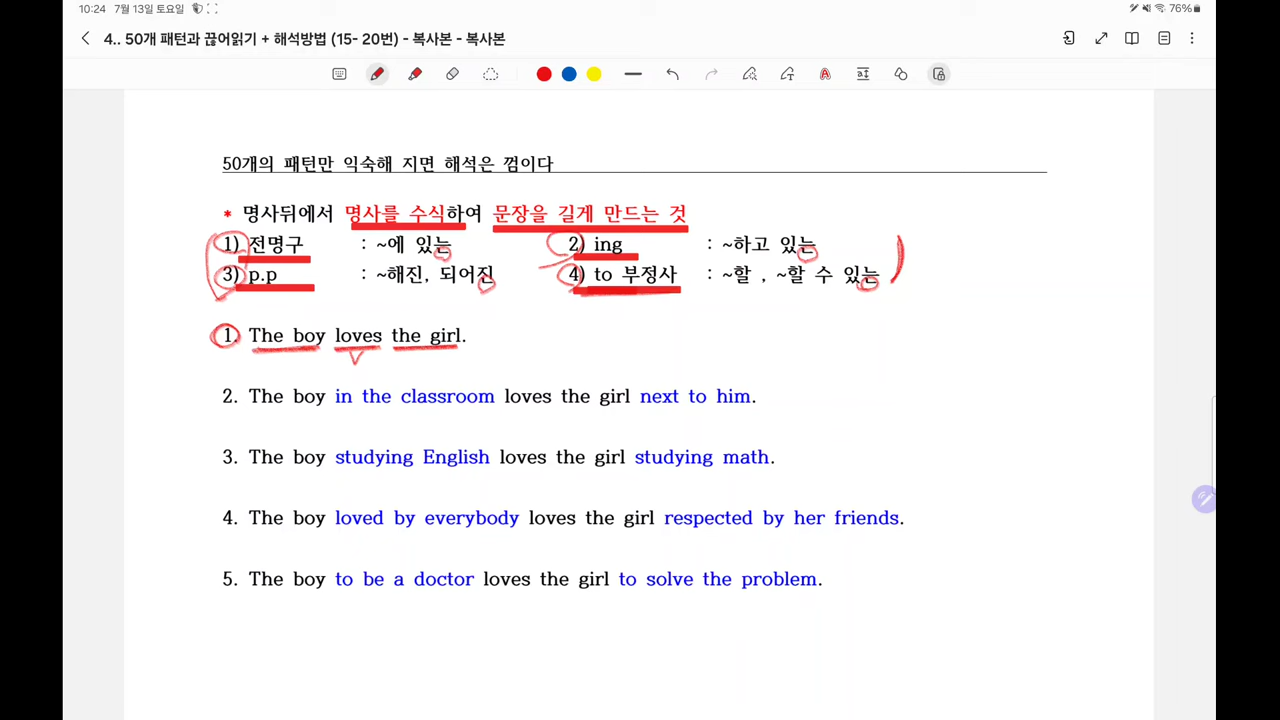 10:24 7월 13일 토요일 76%
4.. 50개 패턴과 끊어읽기 + 해석방법 (15- 20번) - 복사본 - 복사본
50개의 패턴만 익숙해 지면 해석은 껌이다
* 명사뒤에서 명사를 수식하여 문장을 길게 만드는 것
1) 전명구 : ~에 있는 2) ing : ~하고 있는
3) p.p : ~해진, 되어진 4) to 부정사 : ~할 , ~할 수 있는
1. The boy loves the girl.
V
2. The boy in the classroom loves the girl next to him.
3. The boy studying English loves the girl studying math.
4. The boy loved by everybody loves the girl respected by her friends.
5. The boy to be a doctor loves the girl to solve the problem.